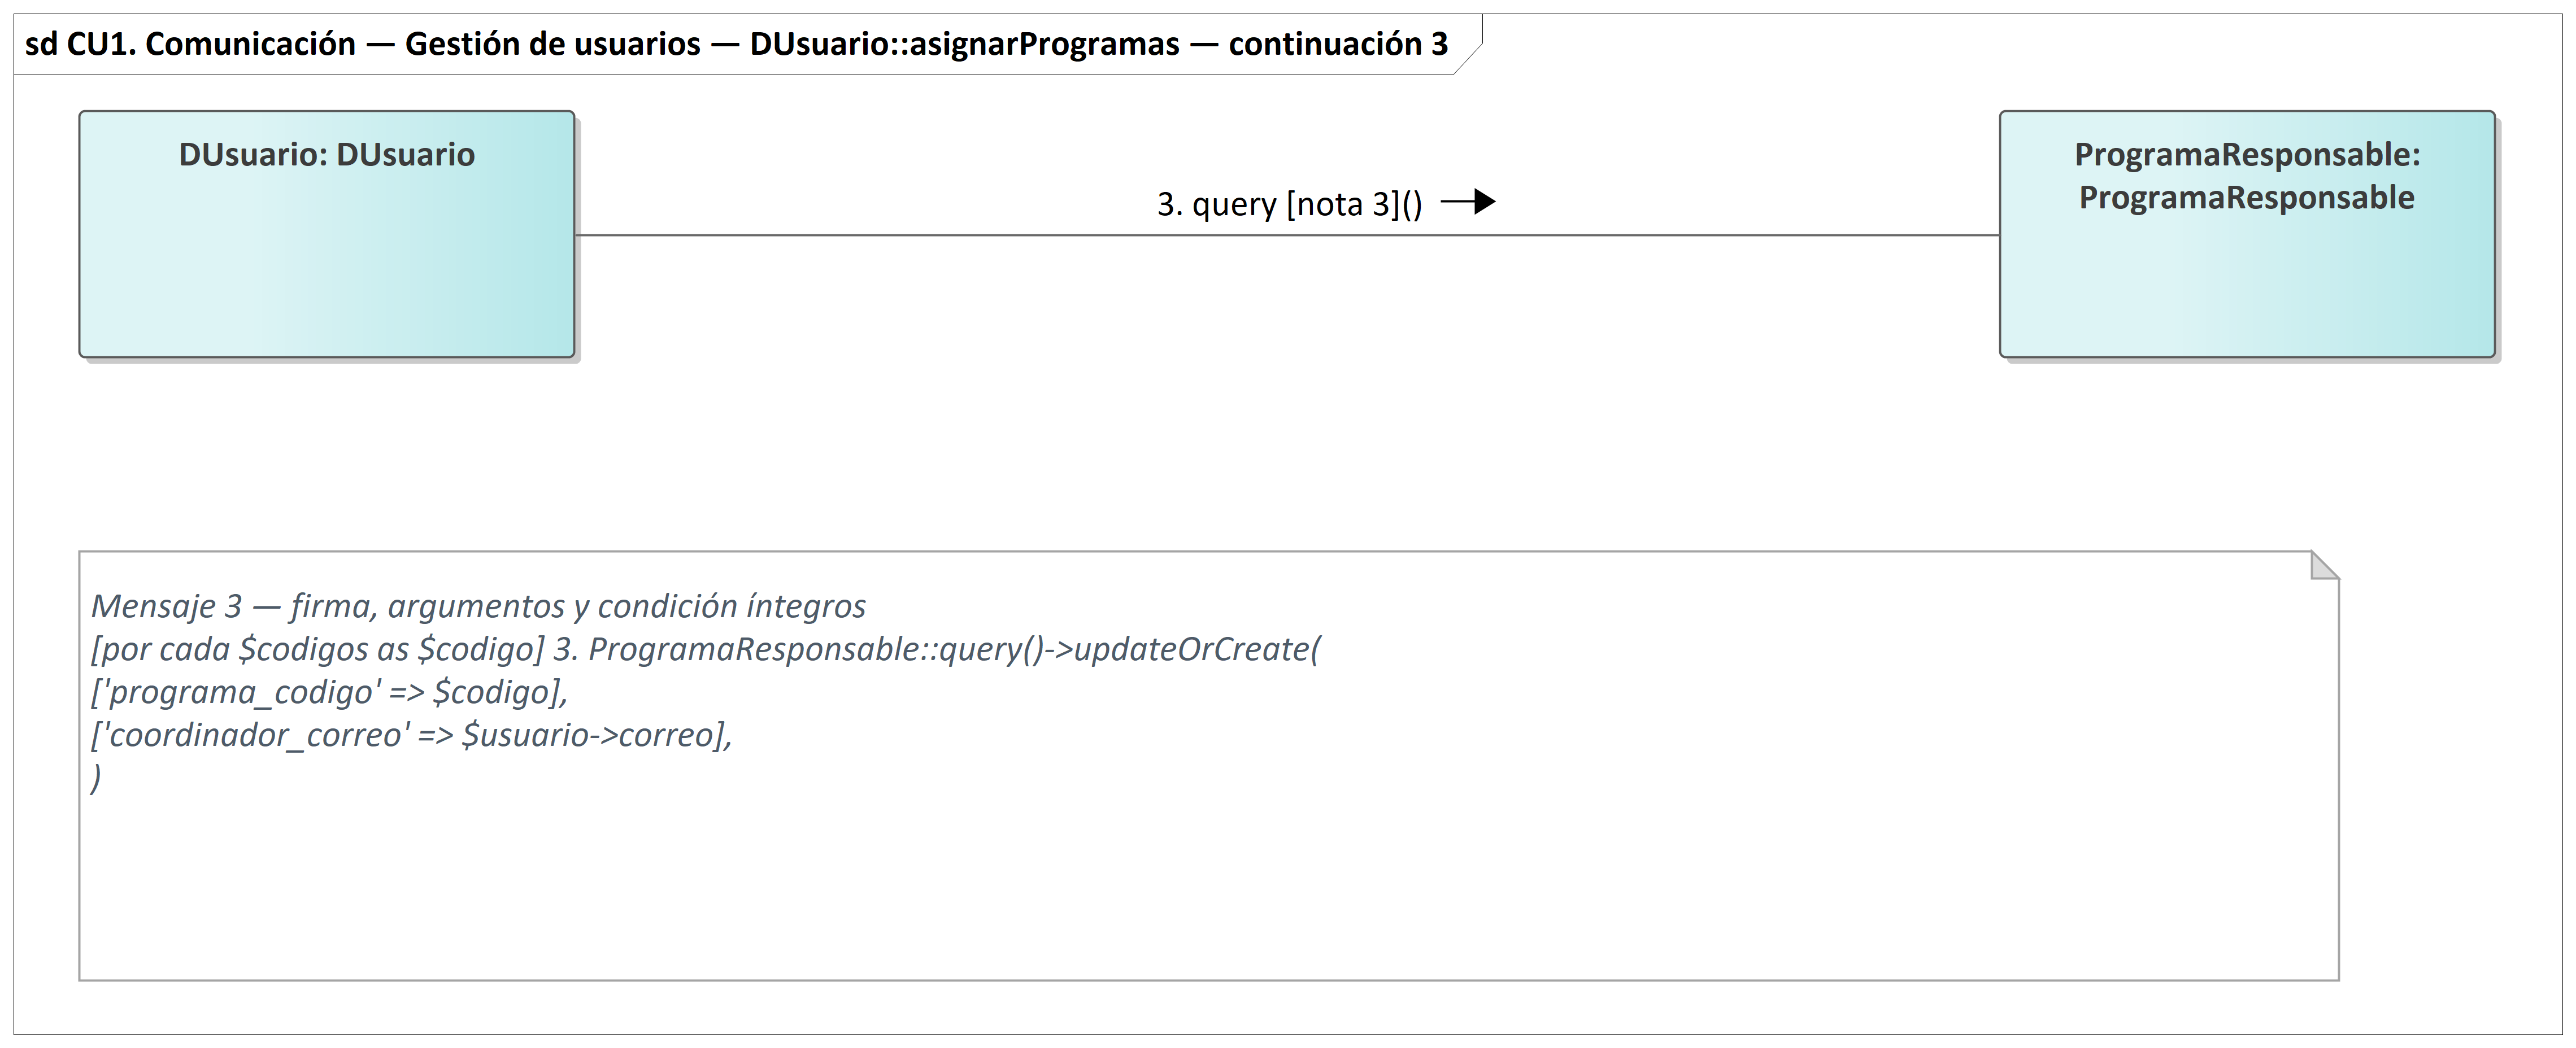 sd CU1. Comunicación — Gestión de usuarios — DUsuario::asignarProgramas — continuación 3
DUsuario: DUsuario
ProgramaResponsable:
ProgramaResponsable
3. query [nota 3]()
Mensaje 3 — firma, argumentos y condición íntegros
[por cada $codigos as $codigo] 3. ProgramaResponsable::query()->updateOrCreate(
['programa_codigo' => $codigo],
['coordinador_correo' => $usuario->correo],
)